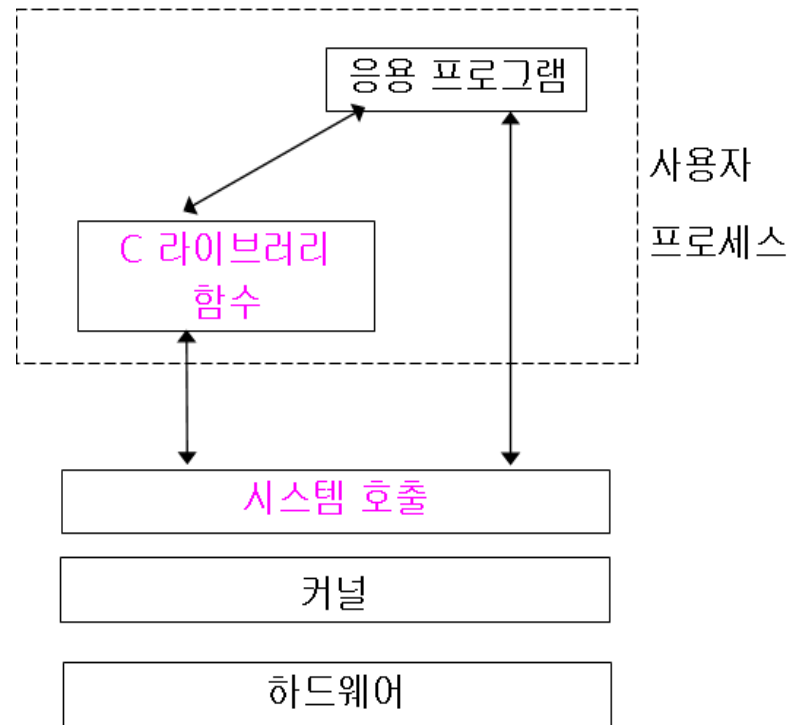 응용 프로그램
사용자
프로세스
C 라이브러리
함수
시스템 호출
커널
하드웨어